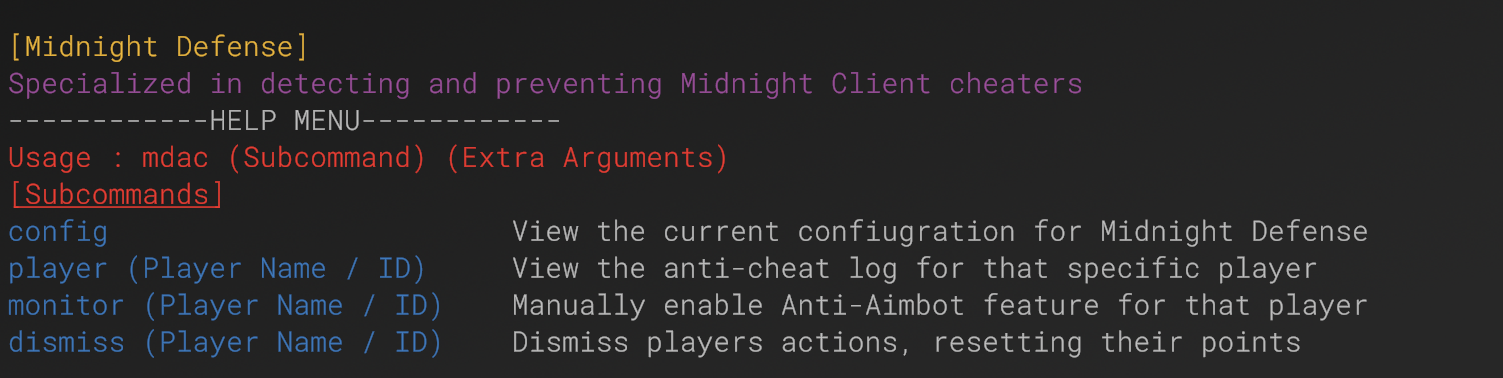 [Midnight Defense]
Specialized in detecting and preventing Midnight Client cheaters
------------HELP MENU------------
Usage : mdac (Subcommand) (Extra Arguments)
[Subcommands]
config View the current confiugration for Midnight Defense
player (Player Name / ID) View the anti-cheat log for that specific player
monitor (Player Name / ID) Manually enable Anti-Aimbot feature for that player
dismiss (Player Name / ID) Dismiss players actions, resetting their points